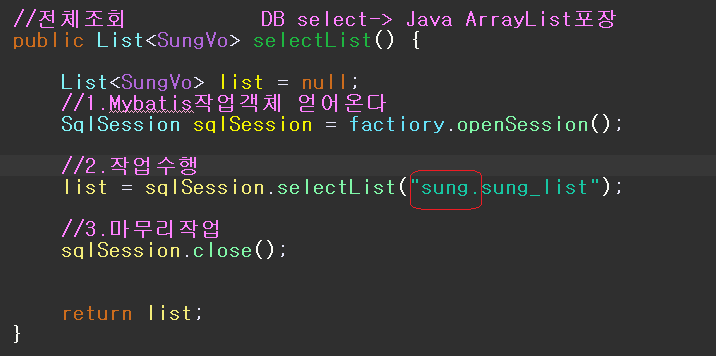 //전체조회 DB select-> Java ArrayList포장
public List<SungVo> selectList() {
List<SungVo> list = null;
//1.Mybatis작업객체 얻어온다
SqlSession sqlSession = factiory.openSession();
//2.작업수행
list = sqlSession.selectList("sung.sung_list");
//3.마무리작업
sqlSession.close();
return list;
}